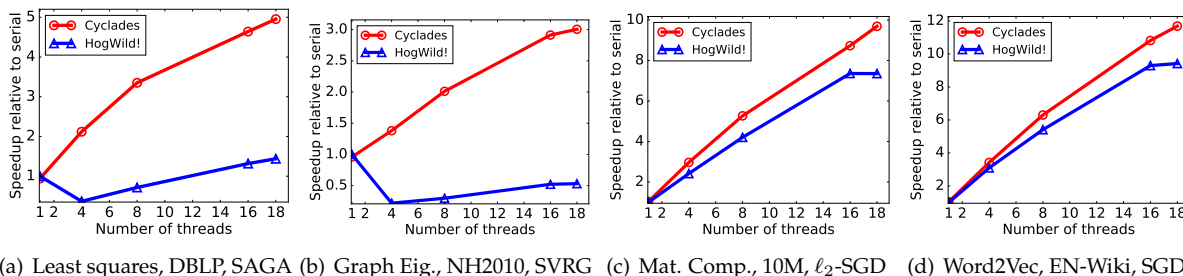 5
4
3
2
1
Speedup relative to serial
Cyclades
HogWild!
1 2 4 6 8 10 12 14 16 18
Number of threads
3.0
2.5
2.0
1.5
1.0
0.5
Speedup relative to serial
Cyclades
HogWild!
1 2 4 6 8 10 12 14 16 18
Number of threads
10
8
6
4
2
Speedup relative to serial
Cyclades
HogWild!
1 2 4 6 8 10 12 14 16 18
Number of threads
12
10
8
6
4
2
Speedup relative to serial
Cyclades
HogWild!
1 2 4 6 8 10 12 14 16 18
Number of threads
(a) Least squares, DBLP, SAGA (b) Graph Eig., NH2010, SVRG (c) Mat. Comp., 10M, ℓ₂-SGD (d) Word2Vec, EN-Wiki, SGD